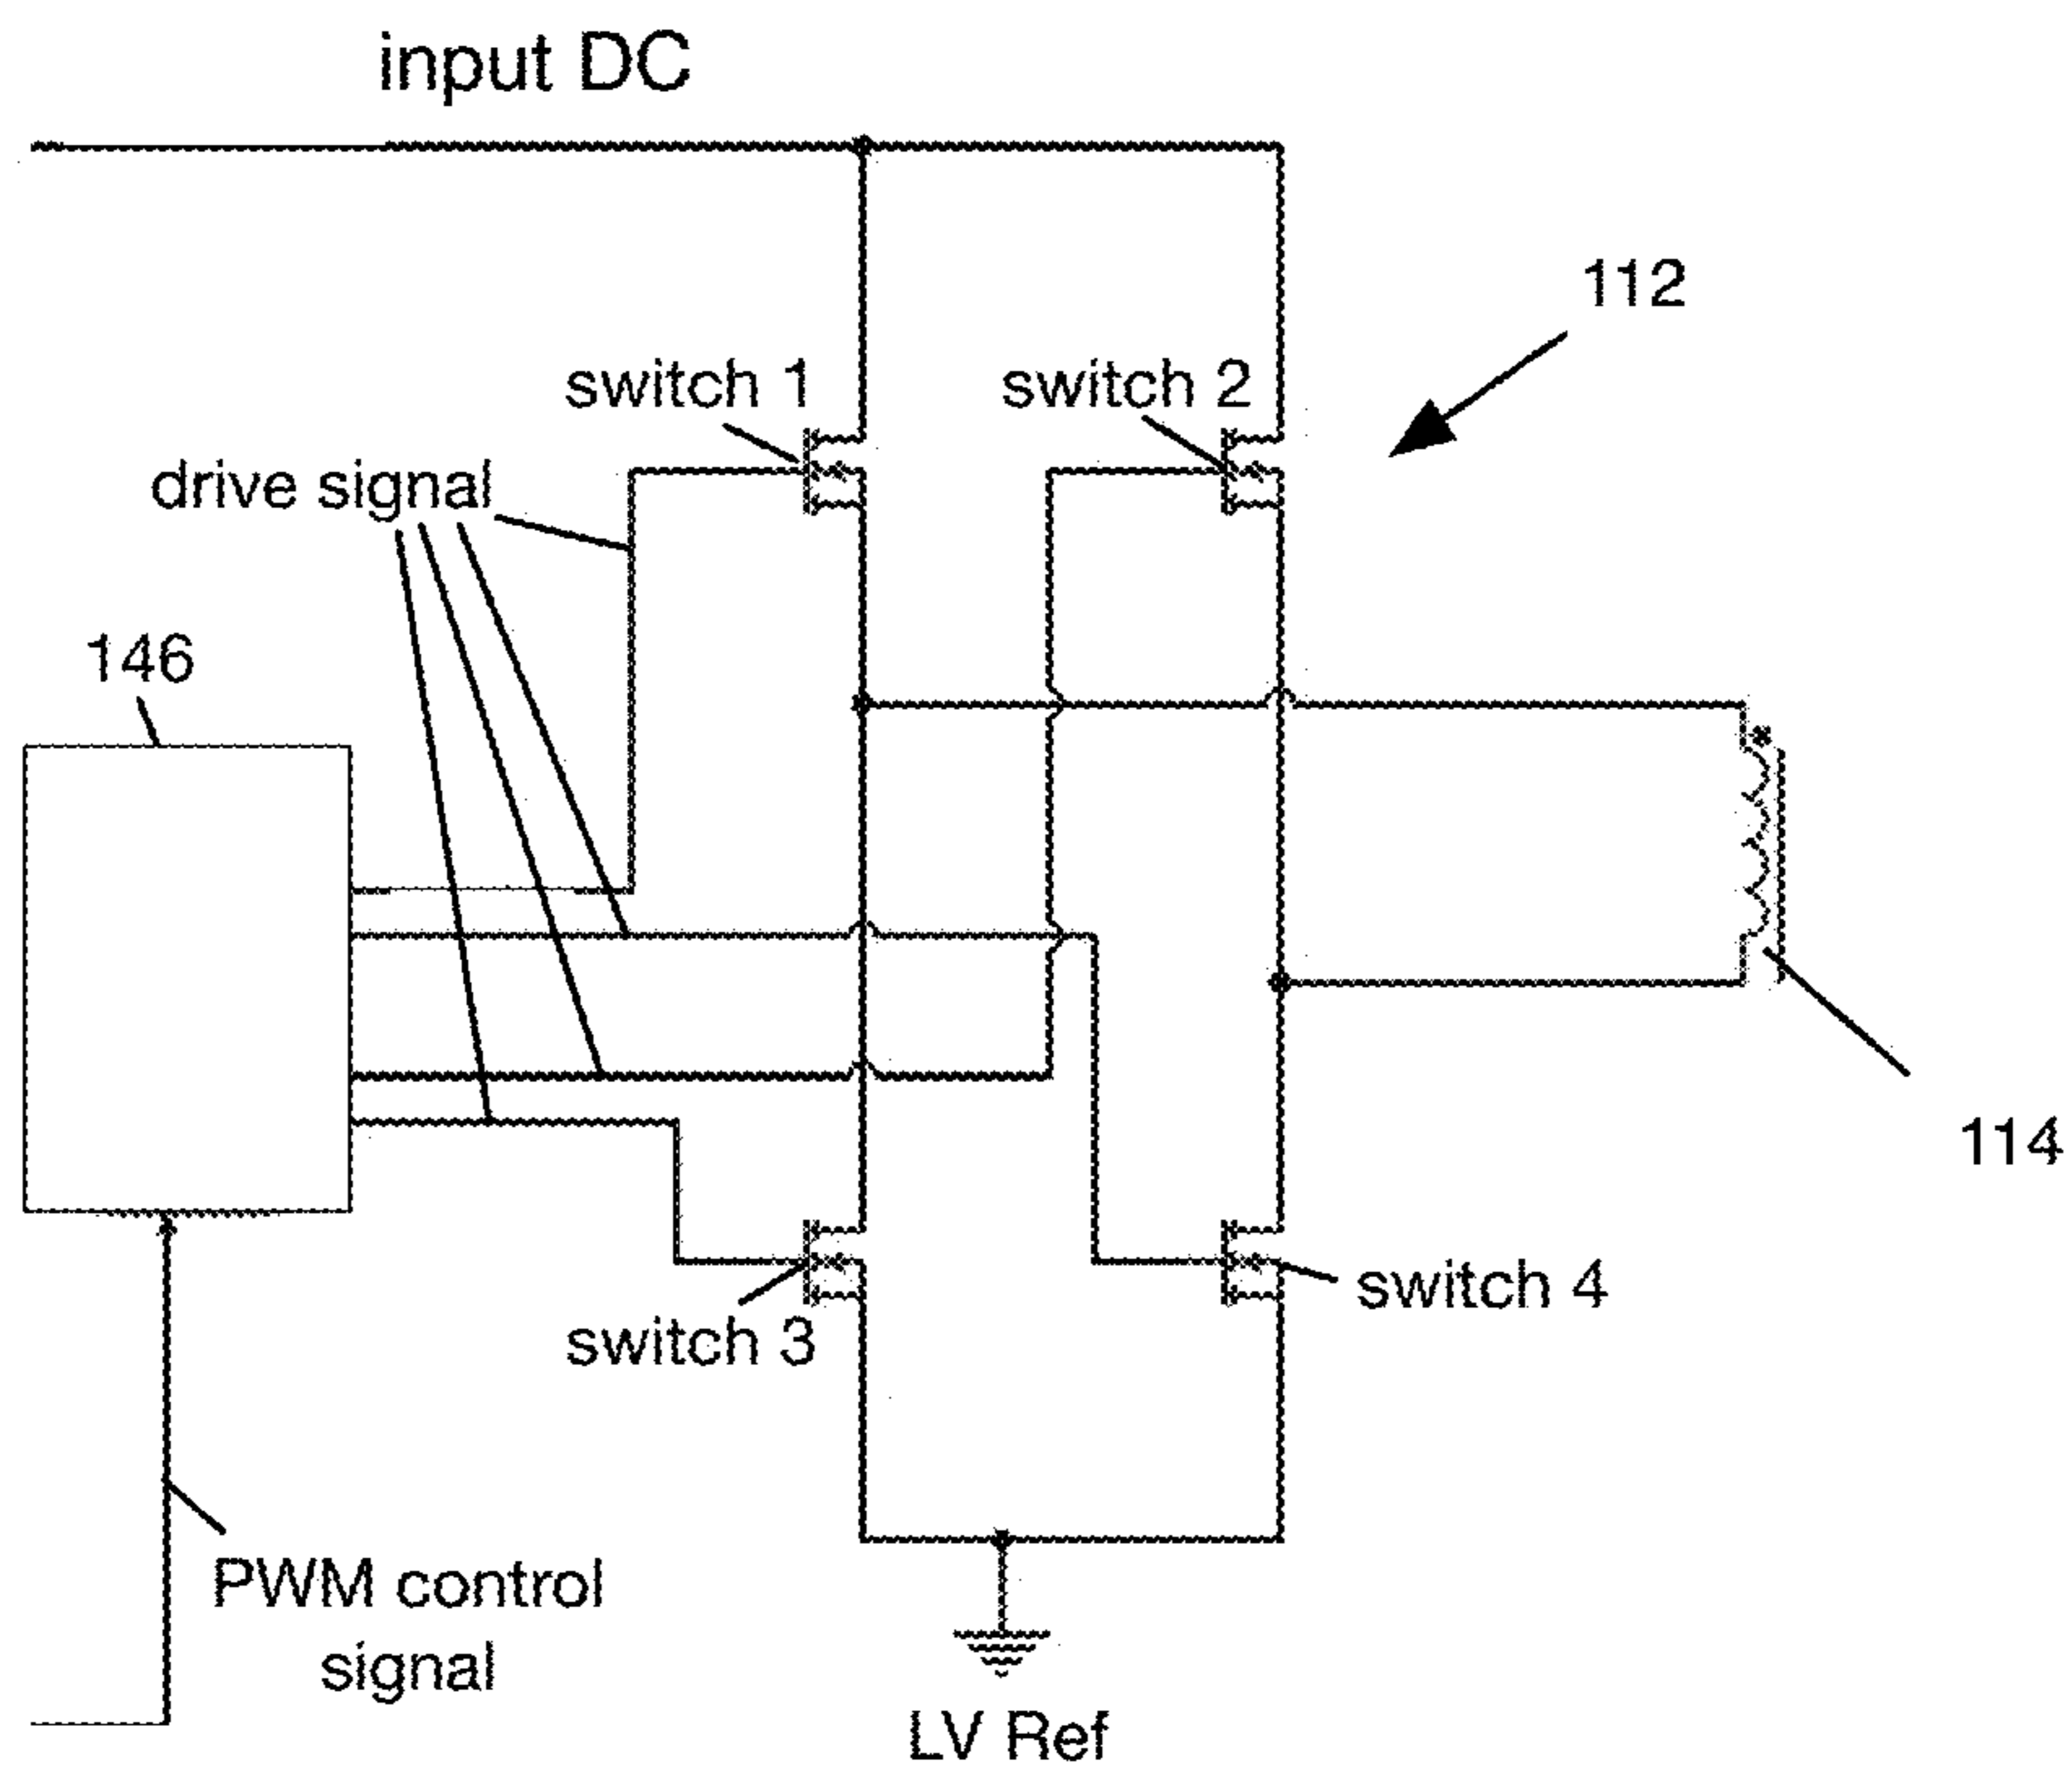 input DC
112
switch 1
switch 2
drive signal
146
114
switch 3
switch 4
PWM control
signal
LV Ref